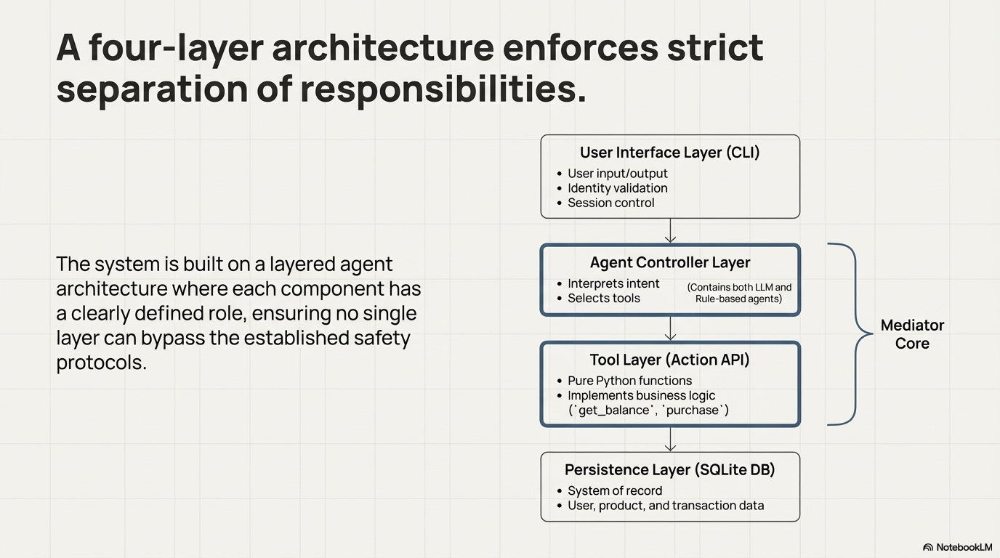 A four-layer architecture enforces strict
separation of responsibilities.
The system is built on a layered agent
architecture where each component has
a clearly defined role, ensuring no single
layer can bypass the established safety
protocols.
User Interface Layer (CLI)
• User input/output
• Identity validation
• Session control
Agent Controller Layer
• Interprets intent
• Selects tools
(Contains both LLM and
Rule-based agents)
Tool Layer (Action API)
• Pure Python functions
• Implements business logic
(`get_balance`, `purchase`)
Persistence Layer (SQLite DB)
• System of record
• User, product, and transaction data
Mediator
Core
NotebookLM